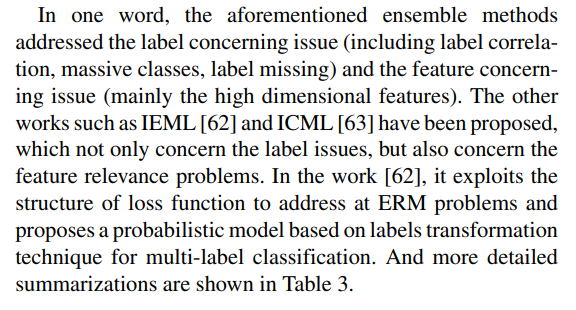 In one word, the aforementioned ensemble methods
addressed the label concerning issue (including label correla-
tion, massive classes, label missing) and the feature concern-
ing issue (mainly the high dimensional features). The other
works such as IEML [62] and ICML [63] have been proposed,
which not only concern the label issues, but also concern the
feature relevance problems. In the work [62], it exploits the
structure of loss function to address at ERM problems and
proposes a probabilistic model based on labels transformation
technique for multi-label classification. And more detailed
summarizations are shown in Table 3.